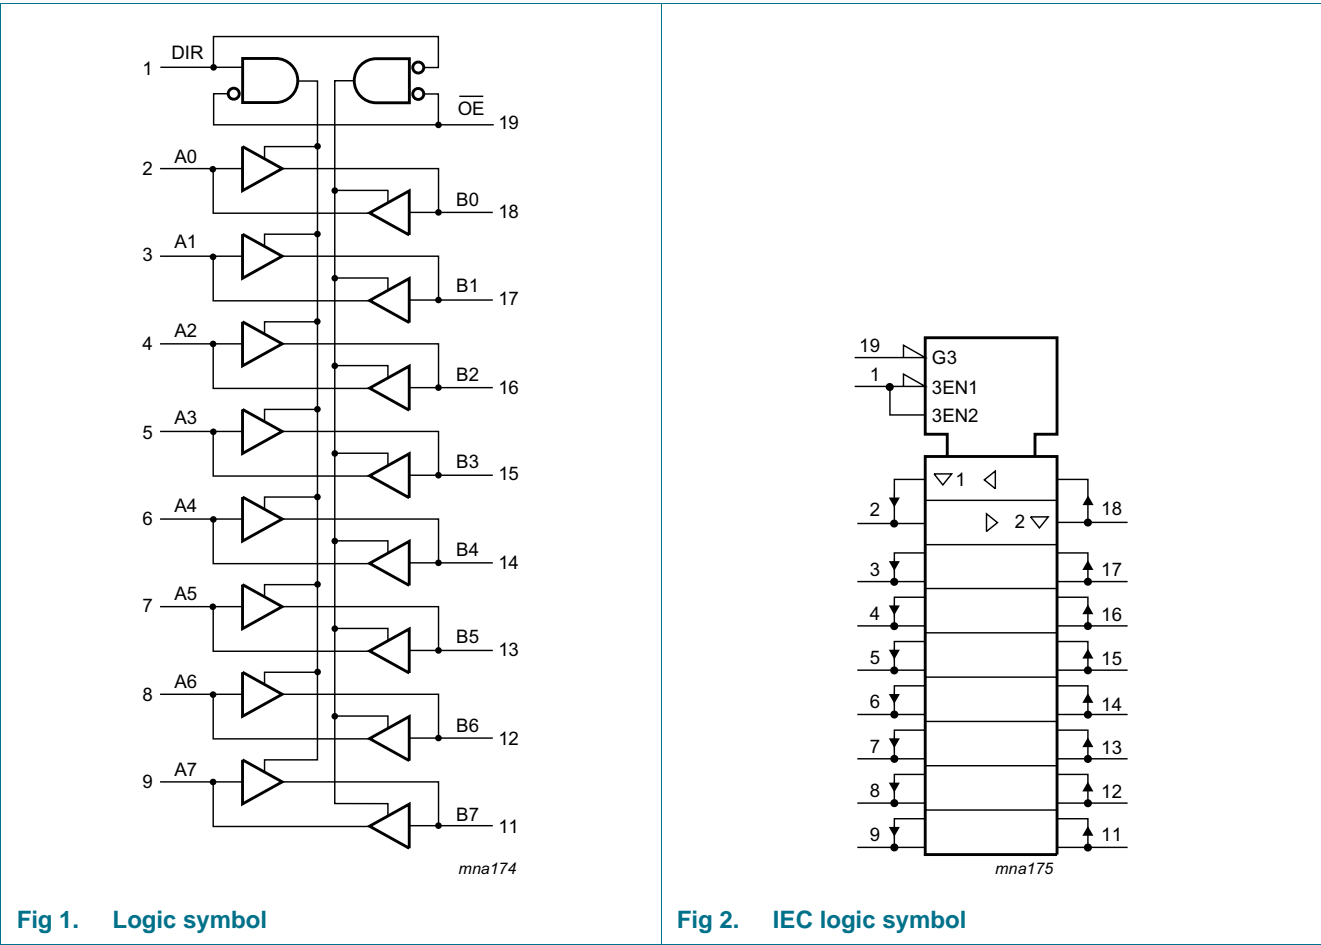 DIR
1
OE
19
A0
2
B0
18
A1
3
B1
17
A2
4
B2
16
A3
5
B3
15
A4
6
B4
14
A5
7
B5
13
A6
8
B6
12
A7
9
B7
11
mna174
Fig 1. Logic symbol
19
G3
1
3EN1
3EN2
1
2
18
2
3
17
4
16
5
15
6
14
7
13
8
12
9
11
mna175
Fig 2. IEC logic symbol